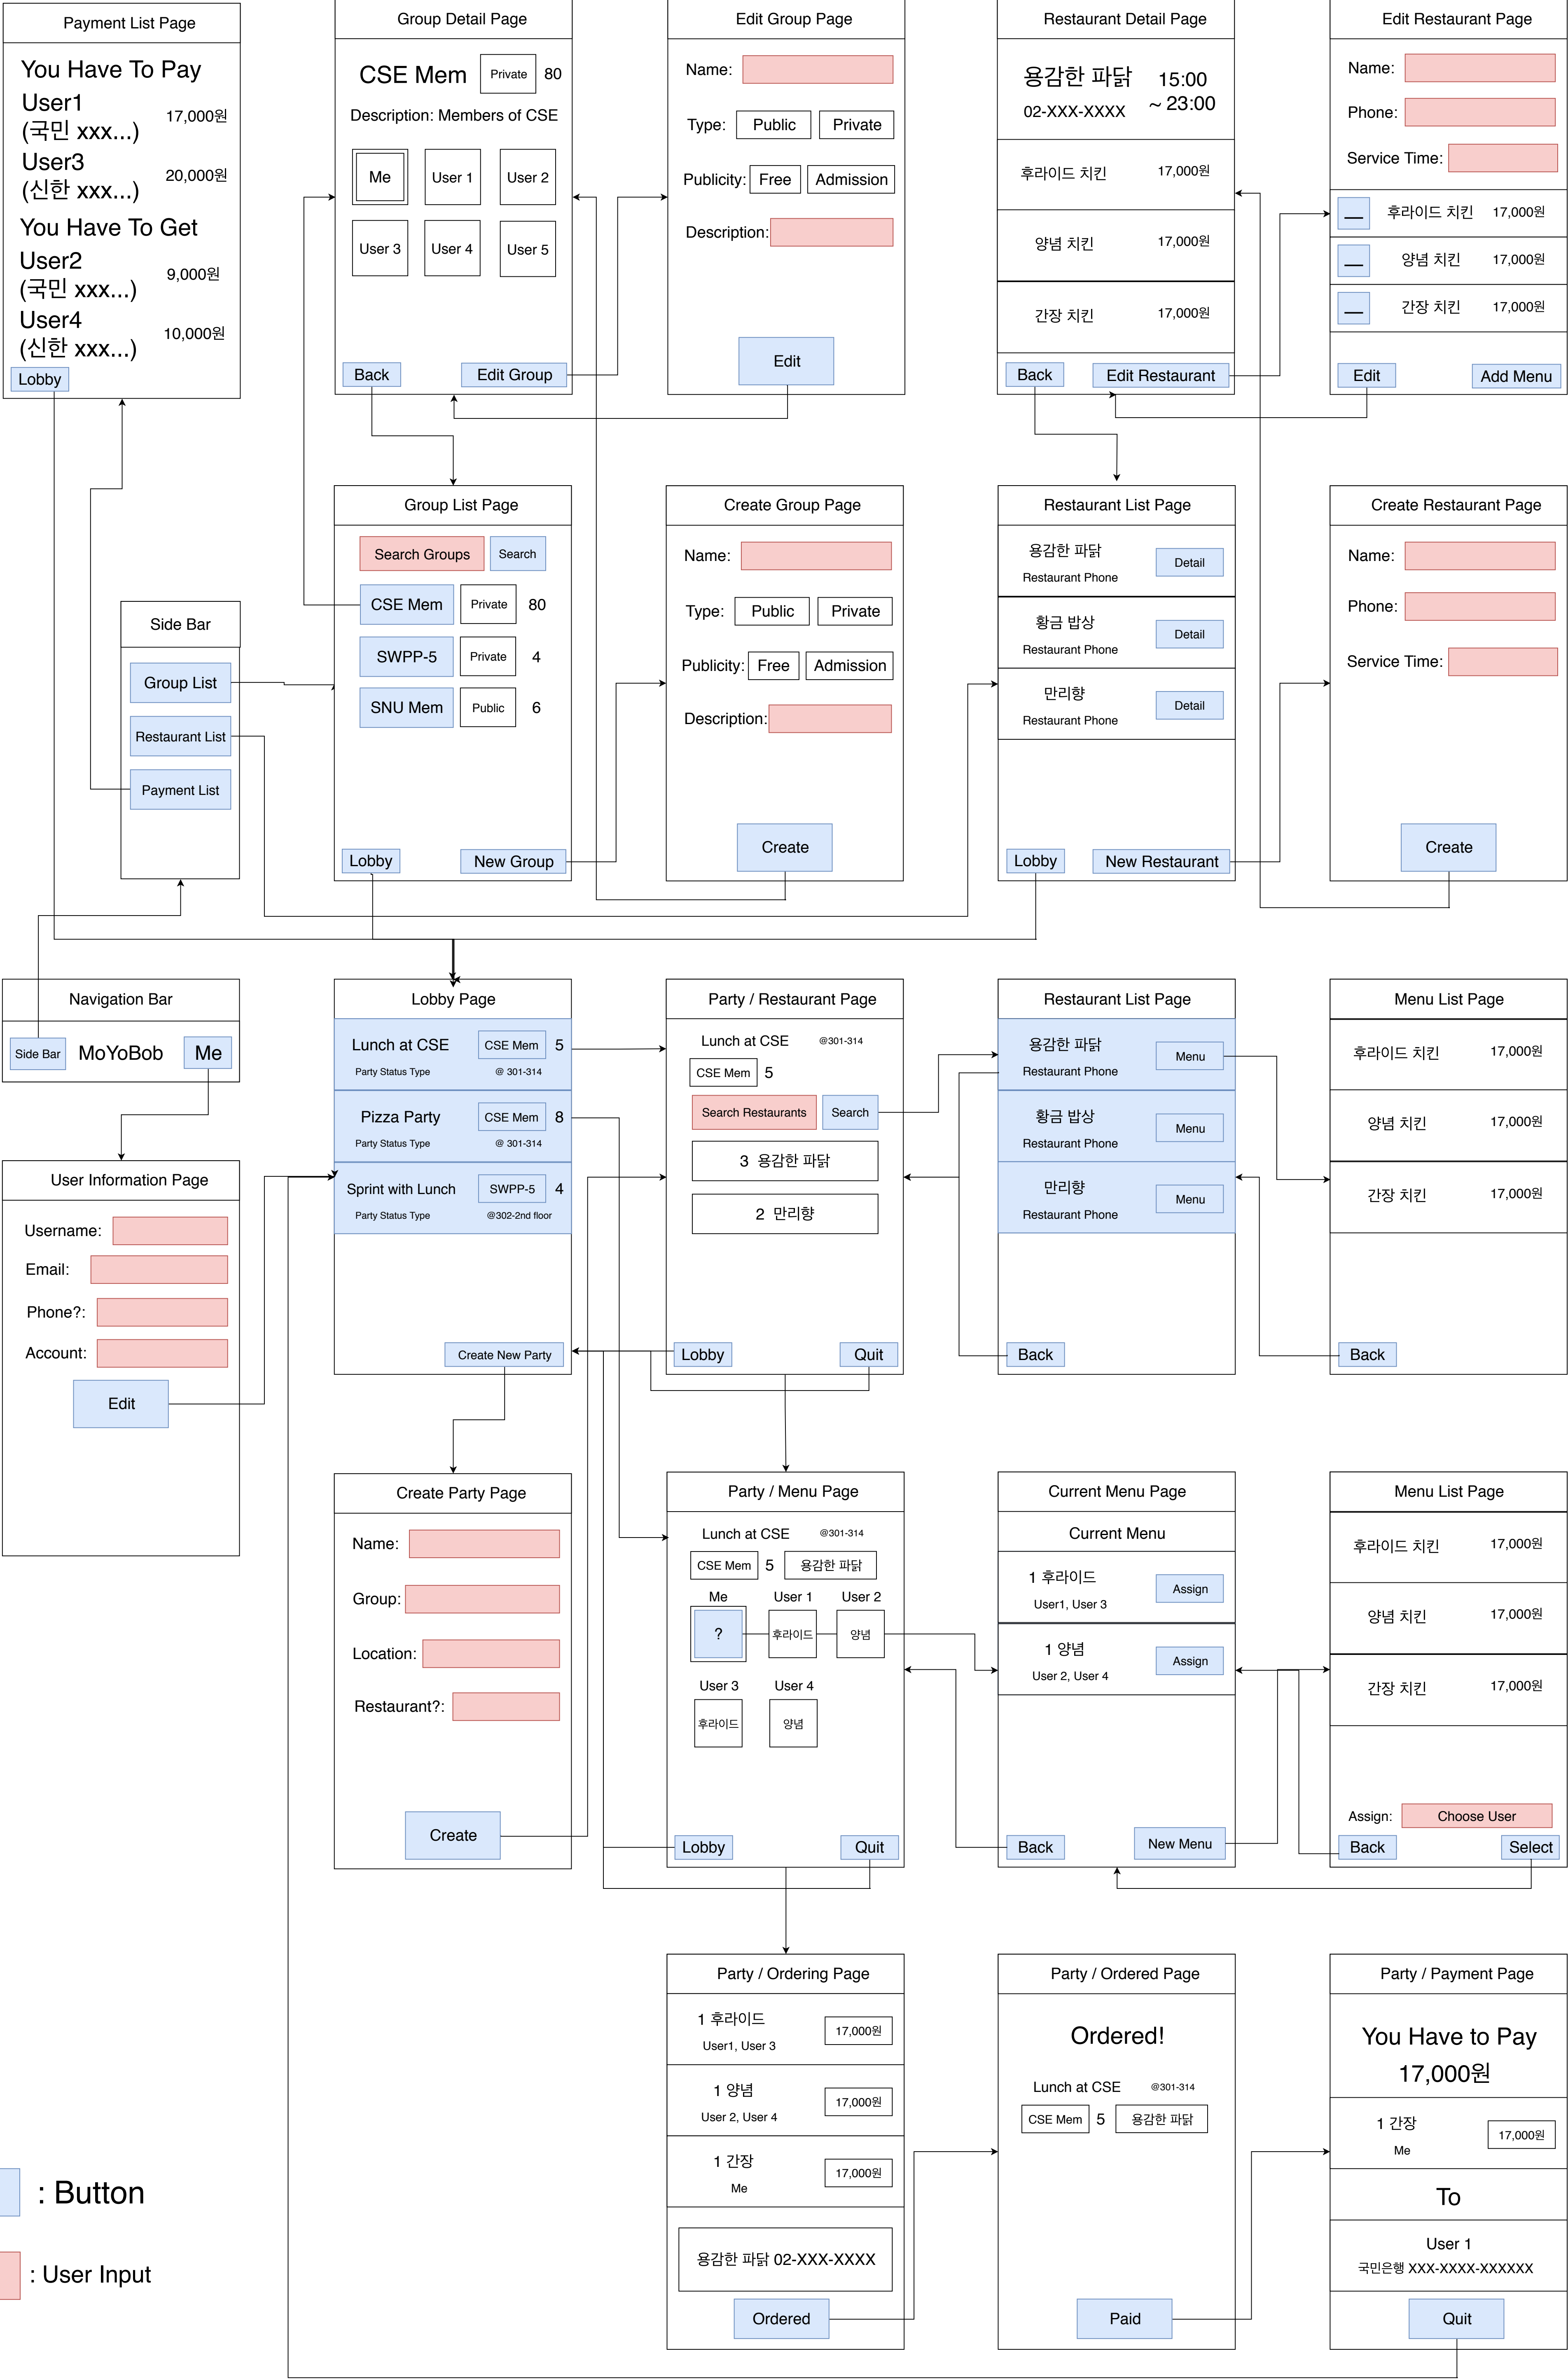 Payment List Page
You Have To Pay
User1
(국민 xxx...)
17,000원
User3
(신한 xxx...)
20,000원
You Have To Get
User2
(국민 xxx...)
9,000원
User4
(신한 xxx...)
10,000원
Lobby
Group Detail Page
CSE Mem
Private
80
Description: Members of CSE
Me
User 1
User 2
User 3
User 4
User 5
Back
Edit Group
Edit Group Page
Name:
Type:
Public
Private
Publicity:
Free
Admission
Description:
Edit
Restaurant Detail Page
용감한 파닭
02-XXX-XXXX
15:00
~ 23:00
후라이드 치킨
17,000원
양념 치킨
17,000원
간장 치킨
17,000원
Back
Edit Restaurant
Edit Restaurant Page
Name:
Phone:
Service Time:
후라이드 치킨
17,000원
양념 치킨
17,000원
간장 치킨
17,000원
Edit
Add Menu
Side Bar
Group List
Restaurant List
Payment List
Group List Page
Search Groups
Search
CSE Mem
Private
80
SWPP-5
Private
4
SNU Mem
Public
6
Lobby
New Group
Create Group Page
Name:
Type:
Public
Private
Publicity:
Free
Admission
Description:
Create
Restaurant List Page
용감한 파닭
Restaurant Phone
Detail
황금 밥상
Restaurant Phone
Detail
만리향
Restaurant Phone
Detail
Lobby
New Restaurant
Create Restaurant Page
Name:
Phone:
Service Time:
Create
Navigation Bar
Side Bar
MoYoBob
Me
User Information Page
Username:
Email:
Phone?:
Account:
Edit
Lobby Page
Lunch at CSE
CSE Mem
5
Party Status Type
@ 301-314
Pizza Party
CSE Mem
8
Party Status Type
@ 301-314
Sprint with Lunch
SWPP-5
4
Party Status Type
@302-2nd floor
Create New Party
Party / Restaurant Page
Lunch at CSE
@301-314
CSE Mem
5
Search Restaurants
Search
3 용감한 파닭
2 만리향
Lobby
Quit
Restaurant List Page
용감한 파닭
Restaurant Phone
Menu
황금 밥상
Restaurant Phone
Menu
만리향
Restaurant Phone
Menu
Back
Menu List Page
후라이드 치킨
17,000원
양념 치킨
17,000원
간장 치킨
17,000원
Back
Create Party Page
Name:
Group:
Location:
Restaurant?:
Create
Party / Menu Page
Lunch at CSE
@301-314
CSE Mem
5
용감한 파닭
Me
User 1
User 2
?
후라이드
양념
User 3
User 4
후라이드
양념
Lobby
Quit
Current Menu Page
Current Menu
1 후라이드
User1, User 3
Assign
1 양념
User 2, User 4
Assign
Back
New Menu
Menu List Page
후라이드 치킨
17,000원
양념 치킨
17,000원
간장 치킨
17,000원
Assign:
Choose User
Back
Select
Party / Ordering Page
1 후라이드
User1, User 3
17,000원
1 양념
User 2, User 4
17,000원
1 간장
Me
17,000원
용감한 파닭 02-XXX-XXXX
Ordered
Party / Ordered Page
Ordered!
Lunch at CSE
@301-314
CSE Mem
5
용감한 파닭
Paid
Party / Payment Page
You Have to Pay
17,000원
1 간장
Me
17,000원
To
User 1
국민은행 XXX-XXXX-XXXXXX
Quit
: Button
: User Input